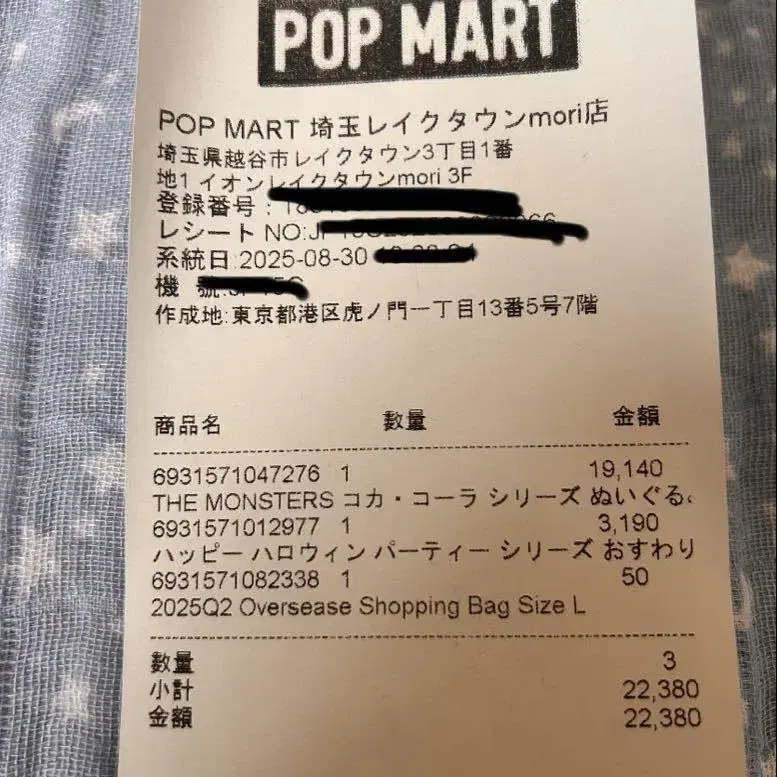 POP MART
POP MART 埼玉レイクタウンmori店
埼玉県越谷市レイクタウン3丁目1番
地1 イオンレイクタウンmori 3F
登録番号:
レシート NO:
系統日:2025-08-30
機 號:
作成地:東京都港区虎ノ門一丁目13番5号7階
商品名 數量 金額
6931571047276 1 19,140
THE MONSTERS コカ・コーラ シリーズ ぬいぐる
6931571012977 1 3,190
ハッピー ハロウィン パーティー シリーズ おすわり
6931571082338 1 50
2025Q2 Oversease Shopping Bag Size L
數量 3
小計 22,380
金額 22,380